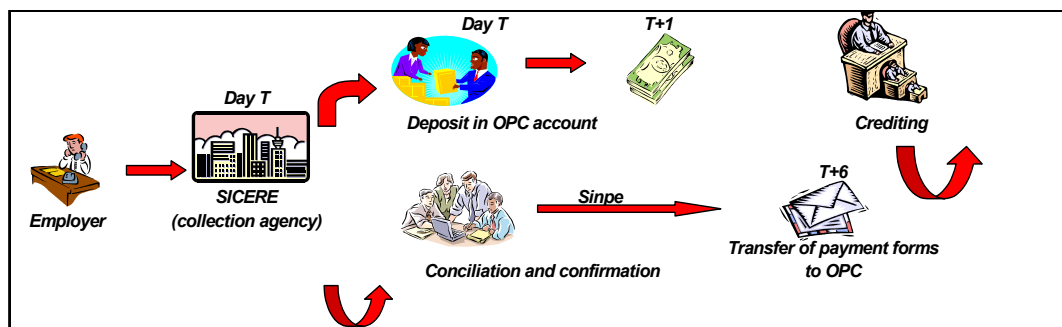 Day T
T+1
Day T
Deposit in OPC account
Crediting
Employer
SICERE
(collection agency)
Sinpe
T+6
Conciliation and confirmation
Transfer of payment forms
to OPC